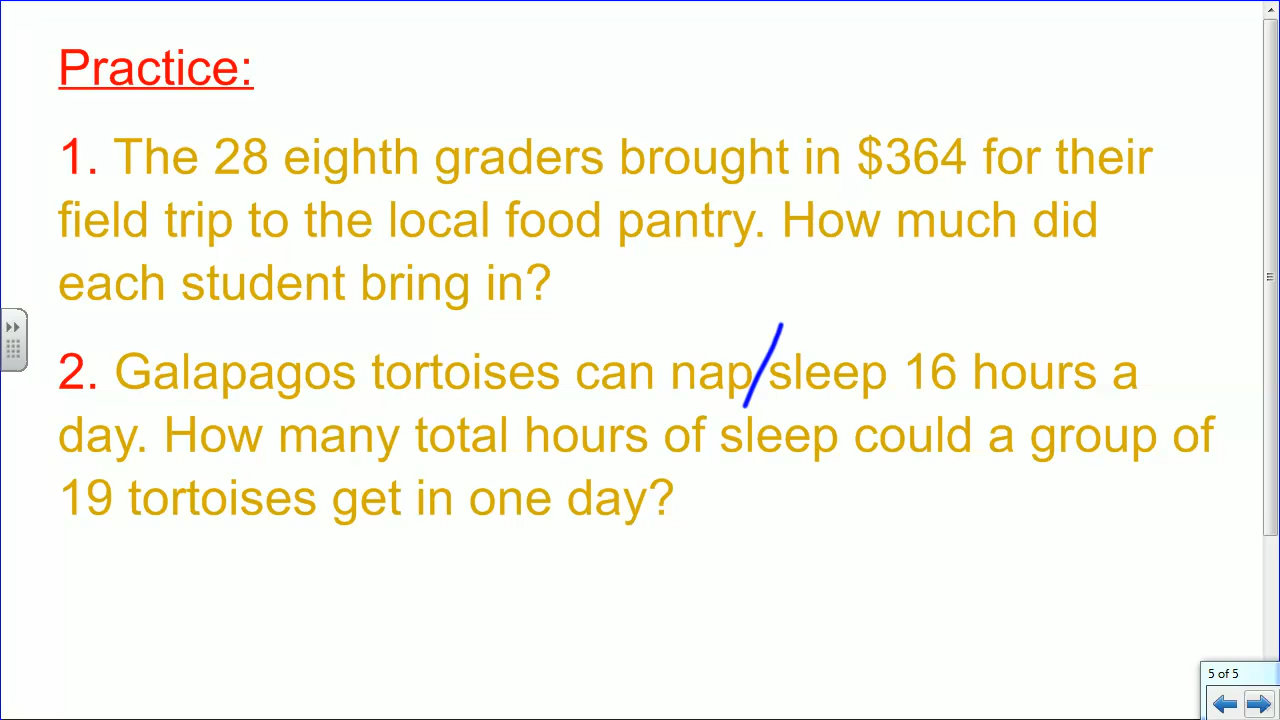 Practice:
1. The 28 eighth graders brought in $364 for their
field trip to the local food pantry. How much did
each student bring in?
2. Galapagos tortoises can nap/sleep 16 hours a
day. How many total hours of sleep could a group of
19 tortoises get in one day?
5 of 5